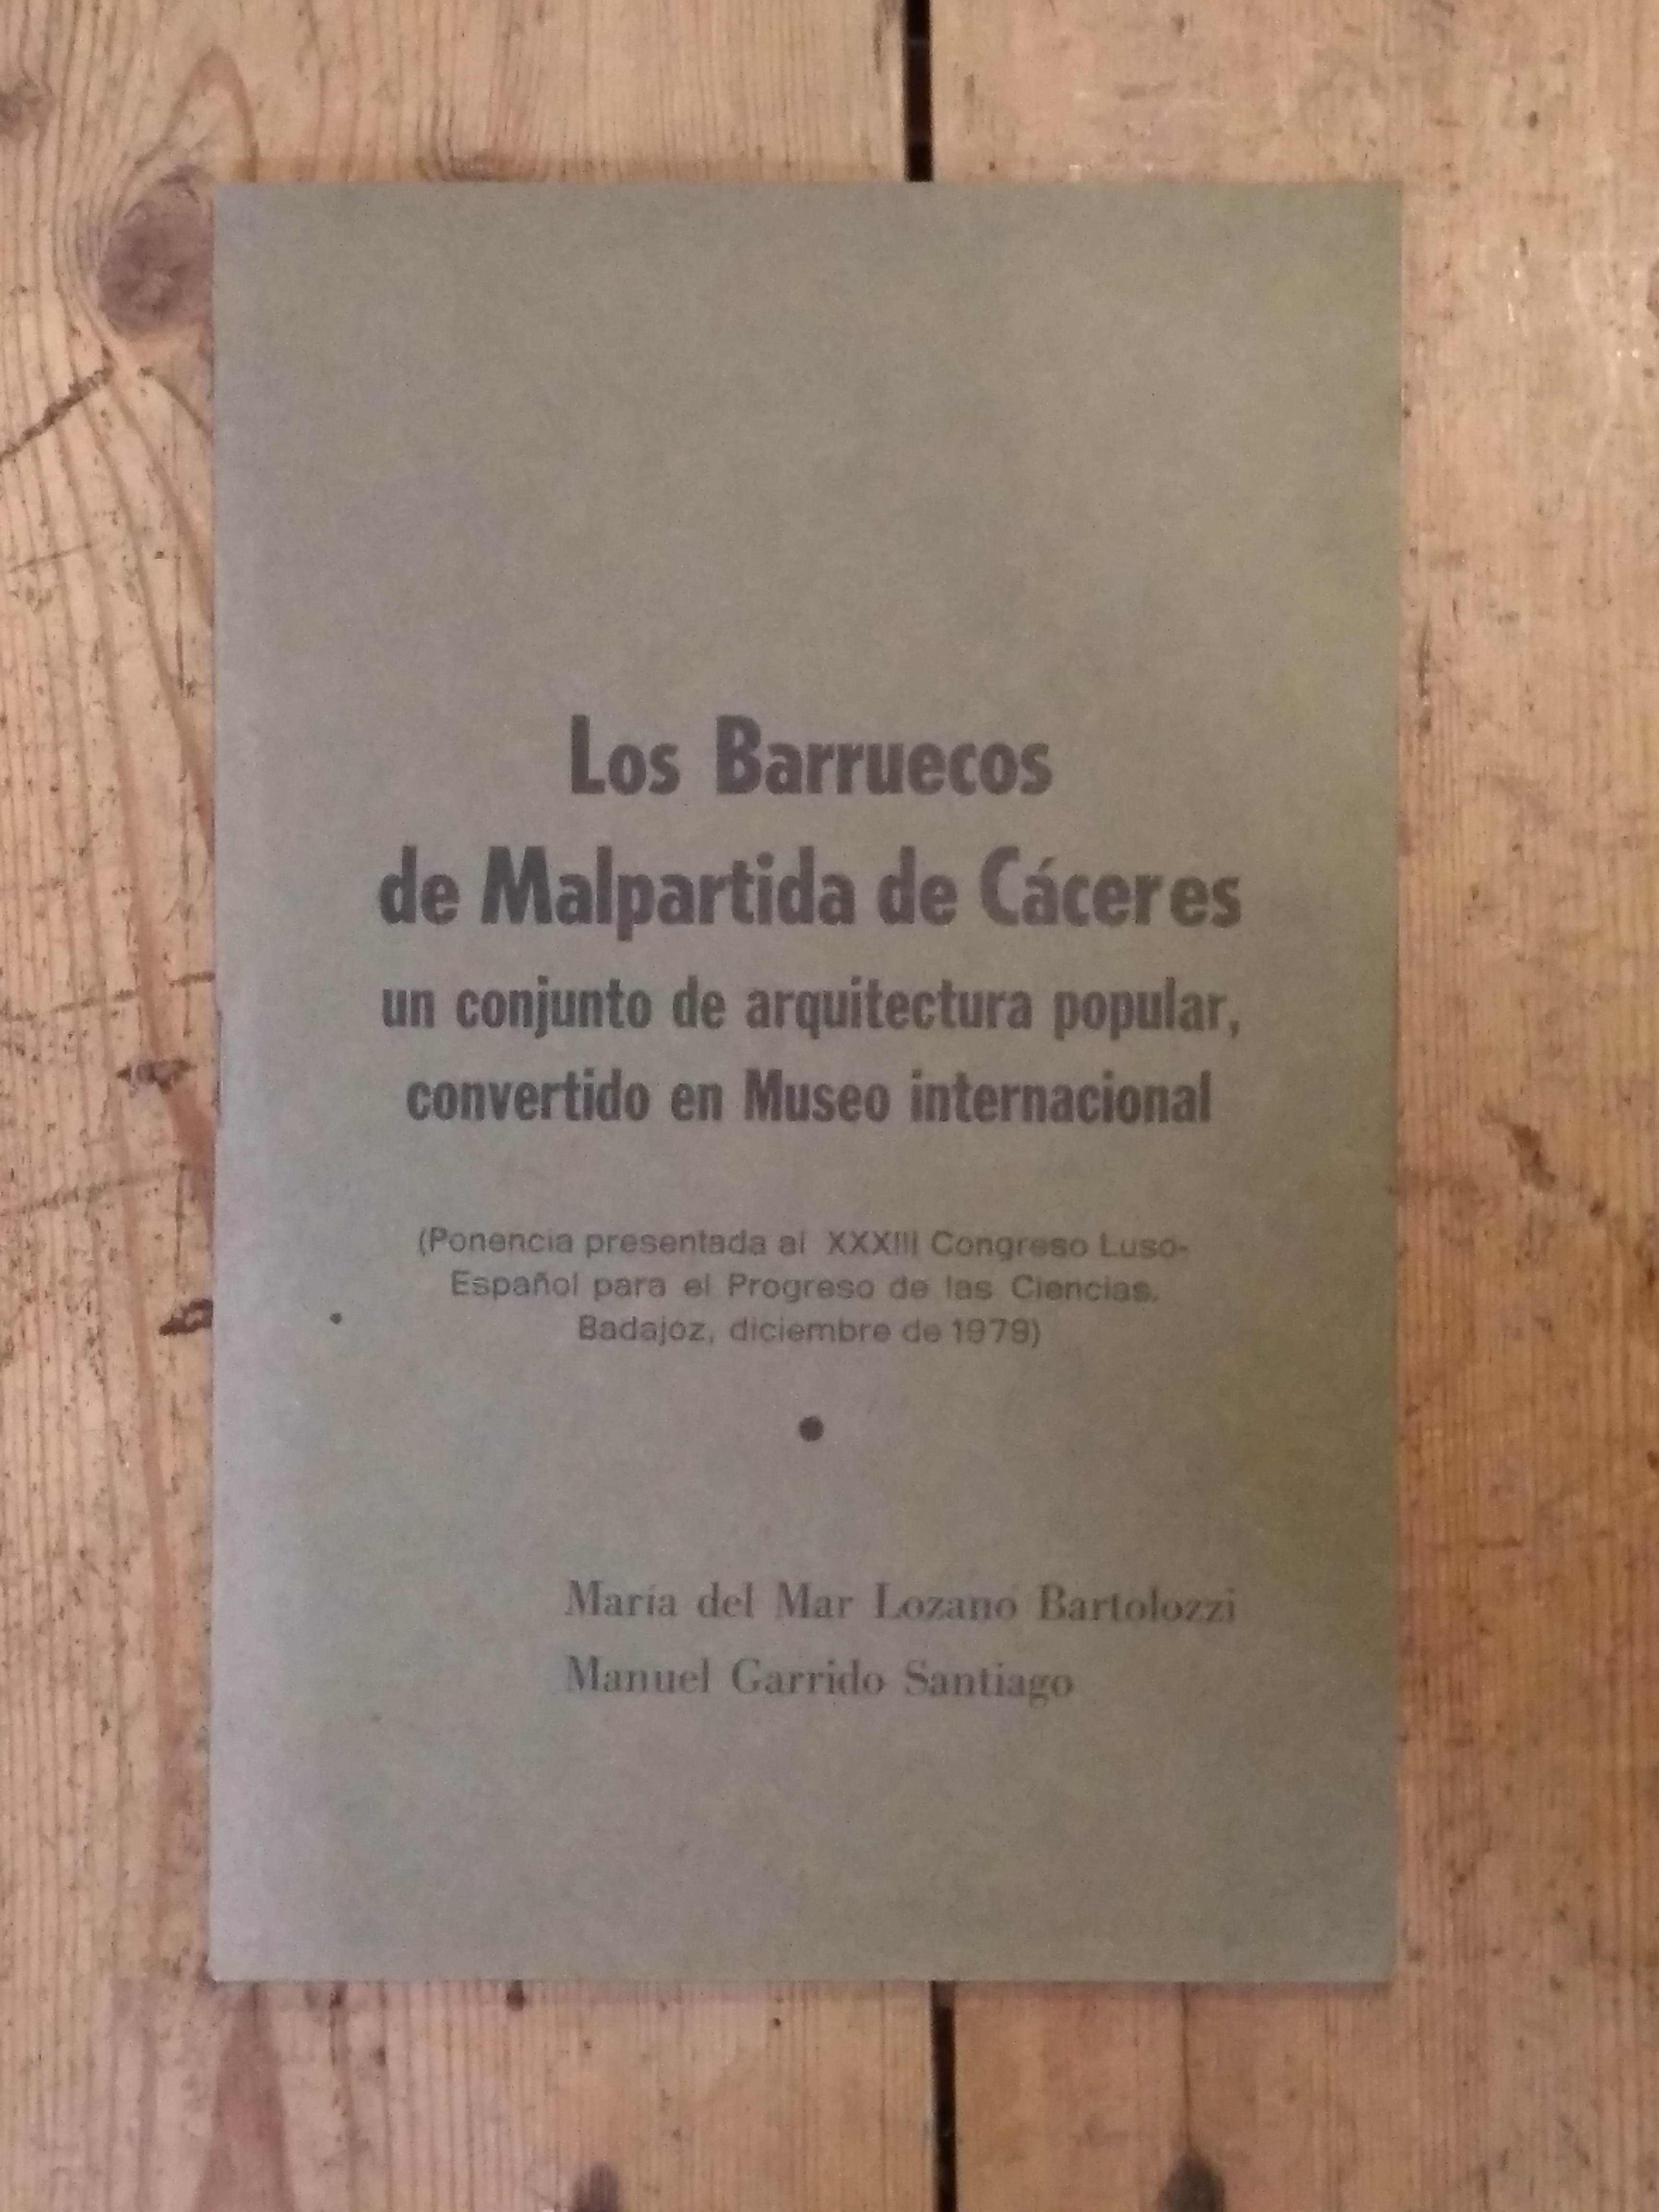 Los Barruecos
de Malpartida de Cáceres
un conjunto de arquitectura popular,
convertido en Museo internacional
(Ponencia presentada al XXXIII Congreso Luso-
Español para el Progreso de las Ciencias.
Badajoz, diciembre de 1979)
María del Mar Lozano Bartolozzi
Manuel Garrido Santiago